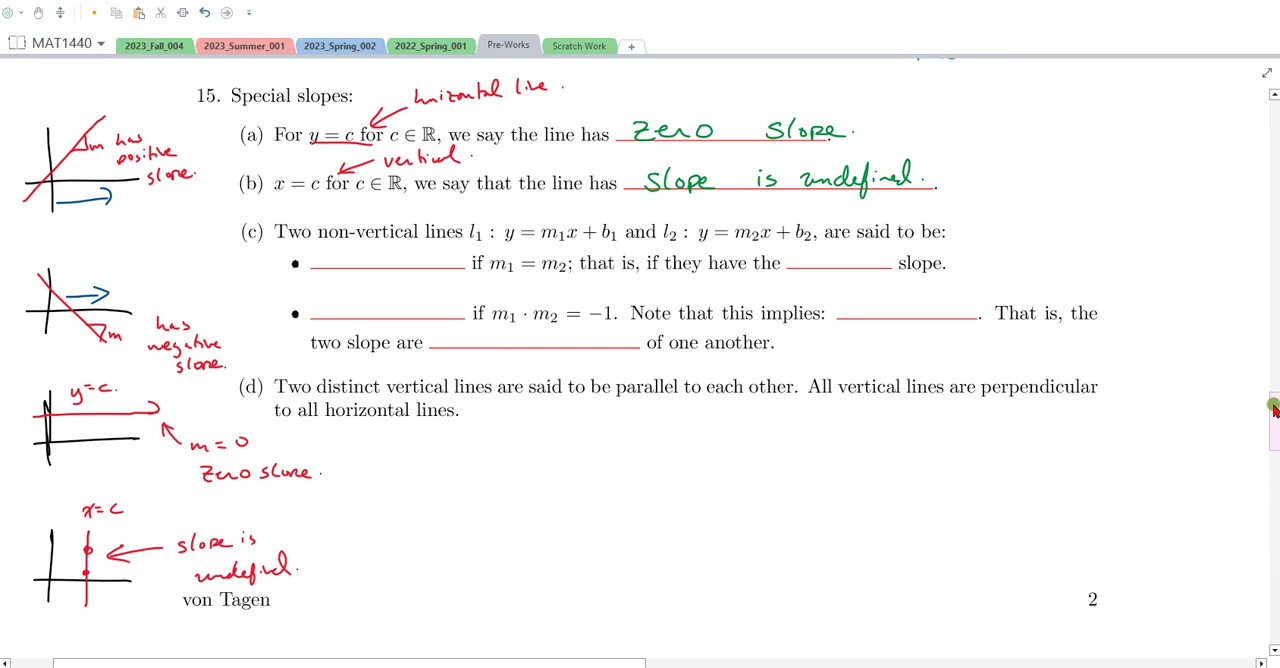 MAT1440
2023_Fall_004
2023_Summer_001
2023_Spring_002
2022_Spring_001
Pre-Works
Scratch Work
15. Special slopes:
horizontal line.
(a) For y = c for c ∈ ℝ, we say the line has zero slope.
vertical.
(b) x = c for c ∈ ℝ, we say that the line has slope is undefined.
(c) Two non-vertical lines l₁ : y = m₁x + b₁ and l₂ : y = m₂x + b₂, are said to be:
• ____ if m₁ = m₂; that is, if they have the ____ slope.
• ____ if m₁ · m₂ = −1. Note that this implies: ____. That is, the
two slope are ____ of one another.
(d) Two distinct vertical lines are said to be parallel to each other. All vertical lines are perpendicular
to all horizontal lines.
m has
positive
slope.
m
has
negative
slope.
y=c.
m=0
Zero slope.
x=c
slope is
undefined.
von Tagen
2